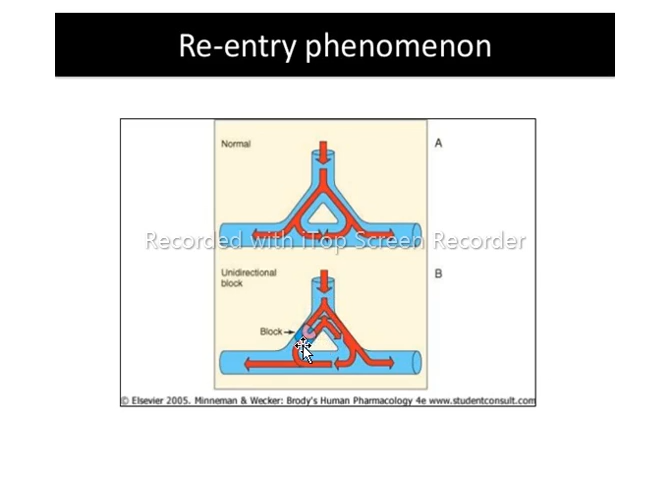 Re-entry phenomenon
Normal
A
Recorded with iTop Screen Recorder
Unidirectional
block
B
Block
© Elsevier 2005. Minneman & Wecker: Brody's Human Pharmacology 4e www.studentconsult.com